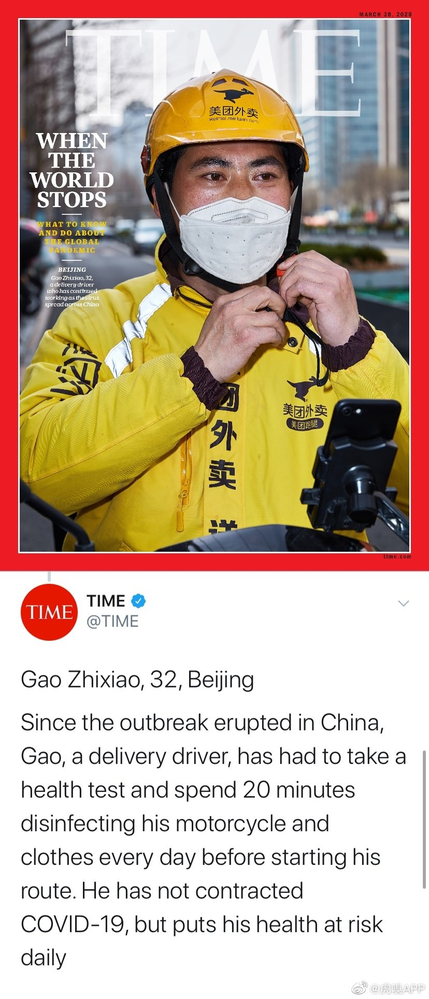 MARCH 30, 2020
TIME
美团外卖
waimai.meituan.com
WHEN
THE
WORLD
STOPS
WHAT TO KNOW
AND DO ABOUT
THE GLOBAL
PANDEMIC
BEIJING
Gao Zhixiao, 32,
a delivery driver
who has continued
working as the virus
spread across China
团
外
卖
送
美团外卖
美团跑腿
time.com
TIME
TIME
@TIME
Gao Zhixiao, 32, Beijing
Since the outbreak erupted in China,
Gao, a delivery driver, has had to take a
health test and spend 20 minutes
disinfecting his motorcycle and
clothes every day before starting his
route. He has not contracted
COVID-19, but puts his health at risk
daily
@虎嗅APP